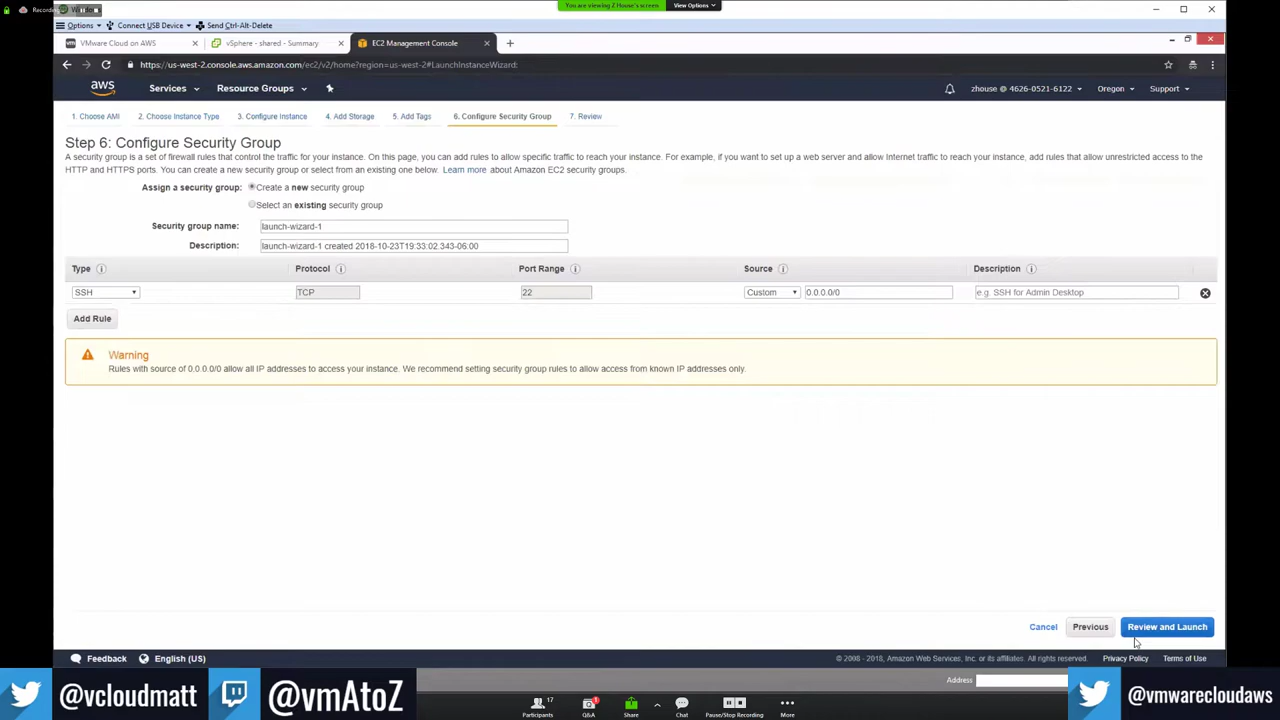 You are viewing Z House's screen View Options
Options Connect USB Device Send Ctrl-Alt-Delete
VMware Cloud on AWS vSphere - shared - Summary EC2 Management Console
https://us-west-2.console.aws.amazon.com/ec2/v2/home?region=us-west-2#LaunchInstanceWizard:
aws Services Resource Groups zhouse @ 4626-0521-6122 Oregon Support
1. Choose AMI 2. Choose Instance Type 3. Configure Instance 4. Add Storage 5. Add Tags 6. Configure Security Group 7. Review
Step 6: Configure Security Group
A security group is a set of firewall rules that control the traffic for your instance. On this page, you can add rules to allow specific traffic to reach your instance. For example, if you want to set up a web server and allow Internet traffic to reach your instance, add rules that allow unrestricted access to the
HTTP and HTTPS ports. You can create a new security group or select from an existing one below. Learn more about Amazon EC2 security groups.
Assign a security group: Create a new security group
Select an existing security group
Security group name: launch-wizard-1
Description: launch-wizard-1 created 2018-10-23T19:33:02.343-06:00
Type Protocol Port Range Source Description
SSH TCP 22 Custom 0.0.0.0/0 e.g. SSH for Admin Desktop
Add Rule
Warning
Rules with source of 0.0.0.0/0 allow all IP addresses to access your instance. We recommend setting security group rules to allow access from known IP addresses only.
Cancel Previous Review and Launch
Feedback English (US) © 2008 - 2018, Amazon Web Services, Inc. or its affiliates. All rights reserved. Privacy Policy Terms of Use
Address
@vcloudmatt @vmAtoZ @vmwarecloudaws
17 1
Participants Q&A Share Chat Pause/Stop Recording More